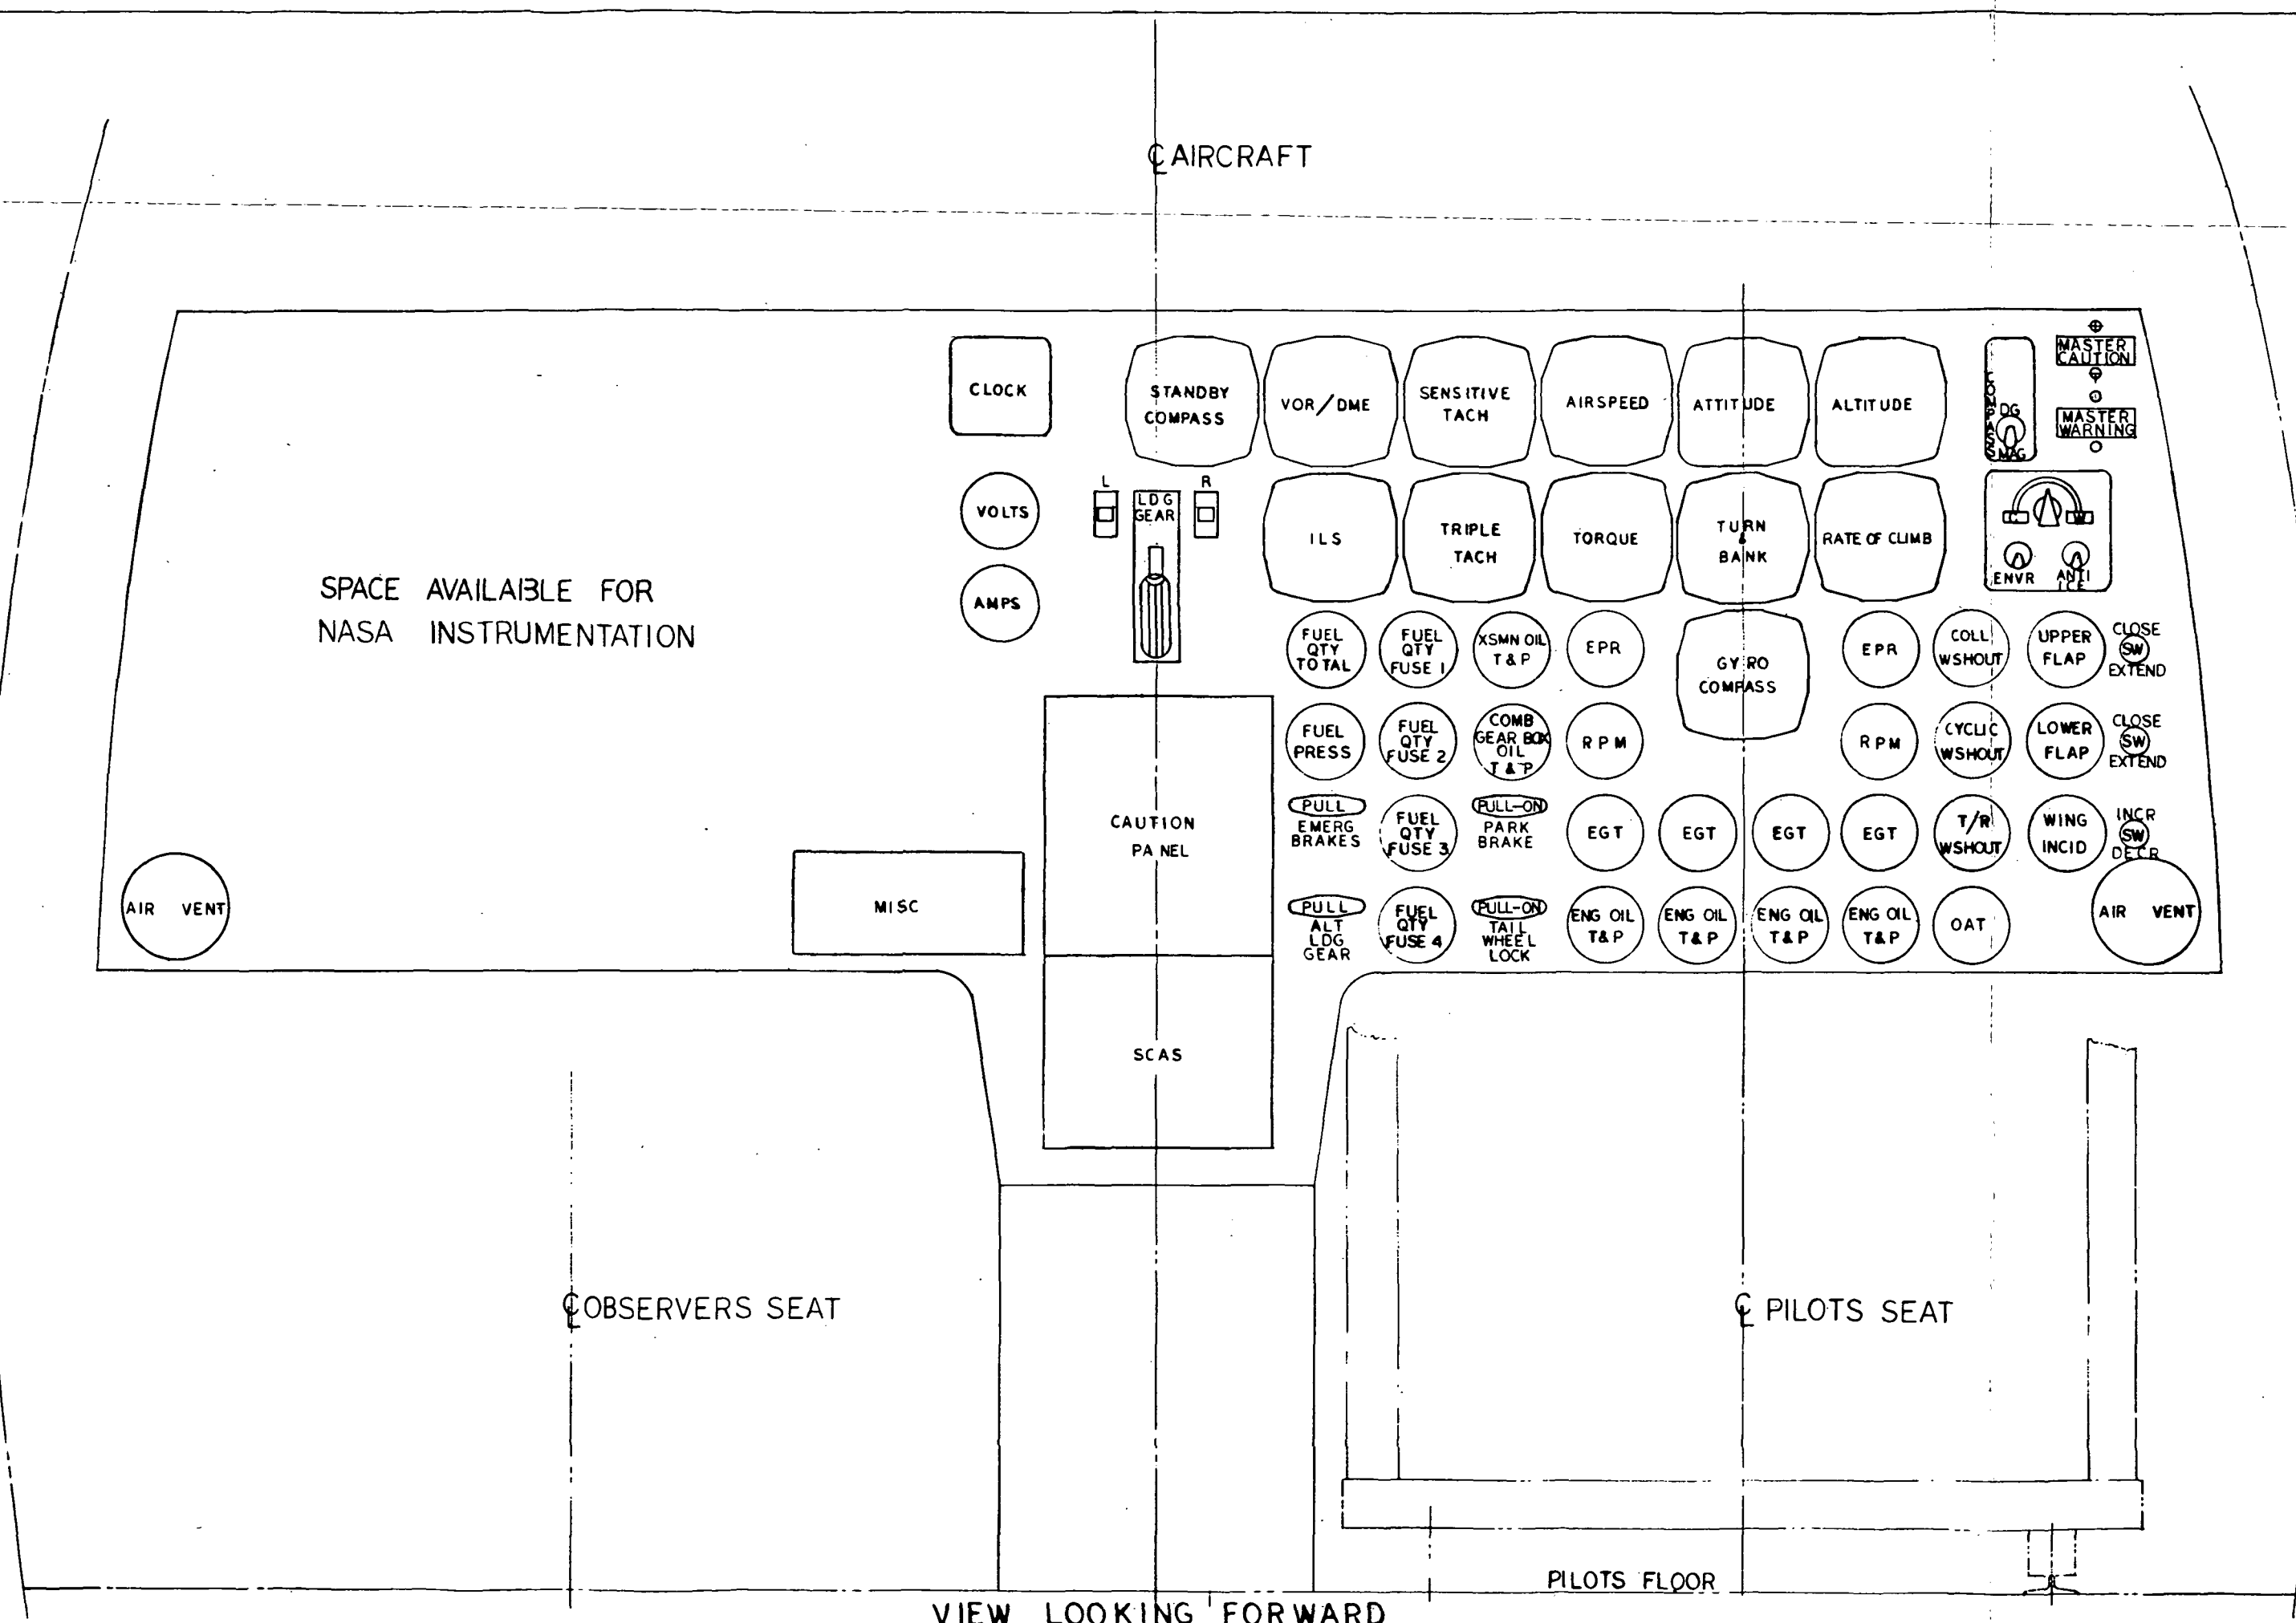 ℄ AIRCRAFT
CLOCK
STANDBY
COMPASS
VOR/DME
SENSITIVE
TACH
AIRSPEED
ATTITUDE
ALTITUDE
COMPASS
DG
MAG
MASTER
CAUTION
MASTER
WARNING
VOLTS
L
LDG
GEAR
R
ILS
TRIPLE
TACH
TORQUE
TURN
&
BANK
RATE OF CLIMB
C
W
ENVR
ANTI
ICE
SPACE AVAILABLE FOR
NASA INSTRUMENTATION
AMPS
FUEL
QTY
TOTAL
FUEL
QTY
FUSE 1
XSMN OIL
T & P
EPR
GYRO
COMPASS
EPR
COLL
WSHOUT
UPPER
FLAP
CLOSE
SW
EXTEND
FUEL
PRESS
FUEL
QTY
FUSE 2
COMB
GEAR BOX
OIL
T & P
RPM
RPM
CYCLIC
WSHOUT
LOWER
FLAP
CLOSE
SW
EXTEND
CAUTION
PANEL
PULL
EMERG
BRAKES
FUEL
QTY
FUSE 3
PULL-ON
PARK
BRAKE
EGT
EGT
EGT
EGT
T/R
WSHOUT
WING
INCID
INCR
SW
DECR
AIR VENT
MISC
PULL
ALT
LDG
GEAR
FUEL
QTY
FUSE 4
PULL-ON
TAIL
WHEEL
LOCK
ENG OIL
T & P
ENG OIL
T & P
ENG OIL
T & P
ENG OIL
T & P
OAT
AIR VENT
SCAS
℄ OBSERVERS SEAT
℄ PILOTS SEAT
PILOTS FLOOR
VIEW LOOKING FORWARD